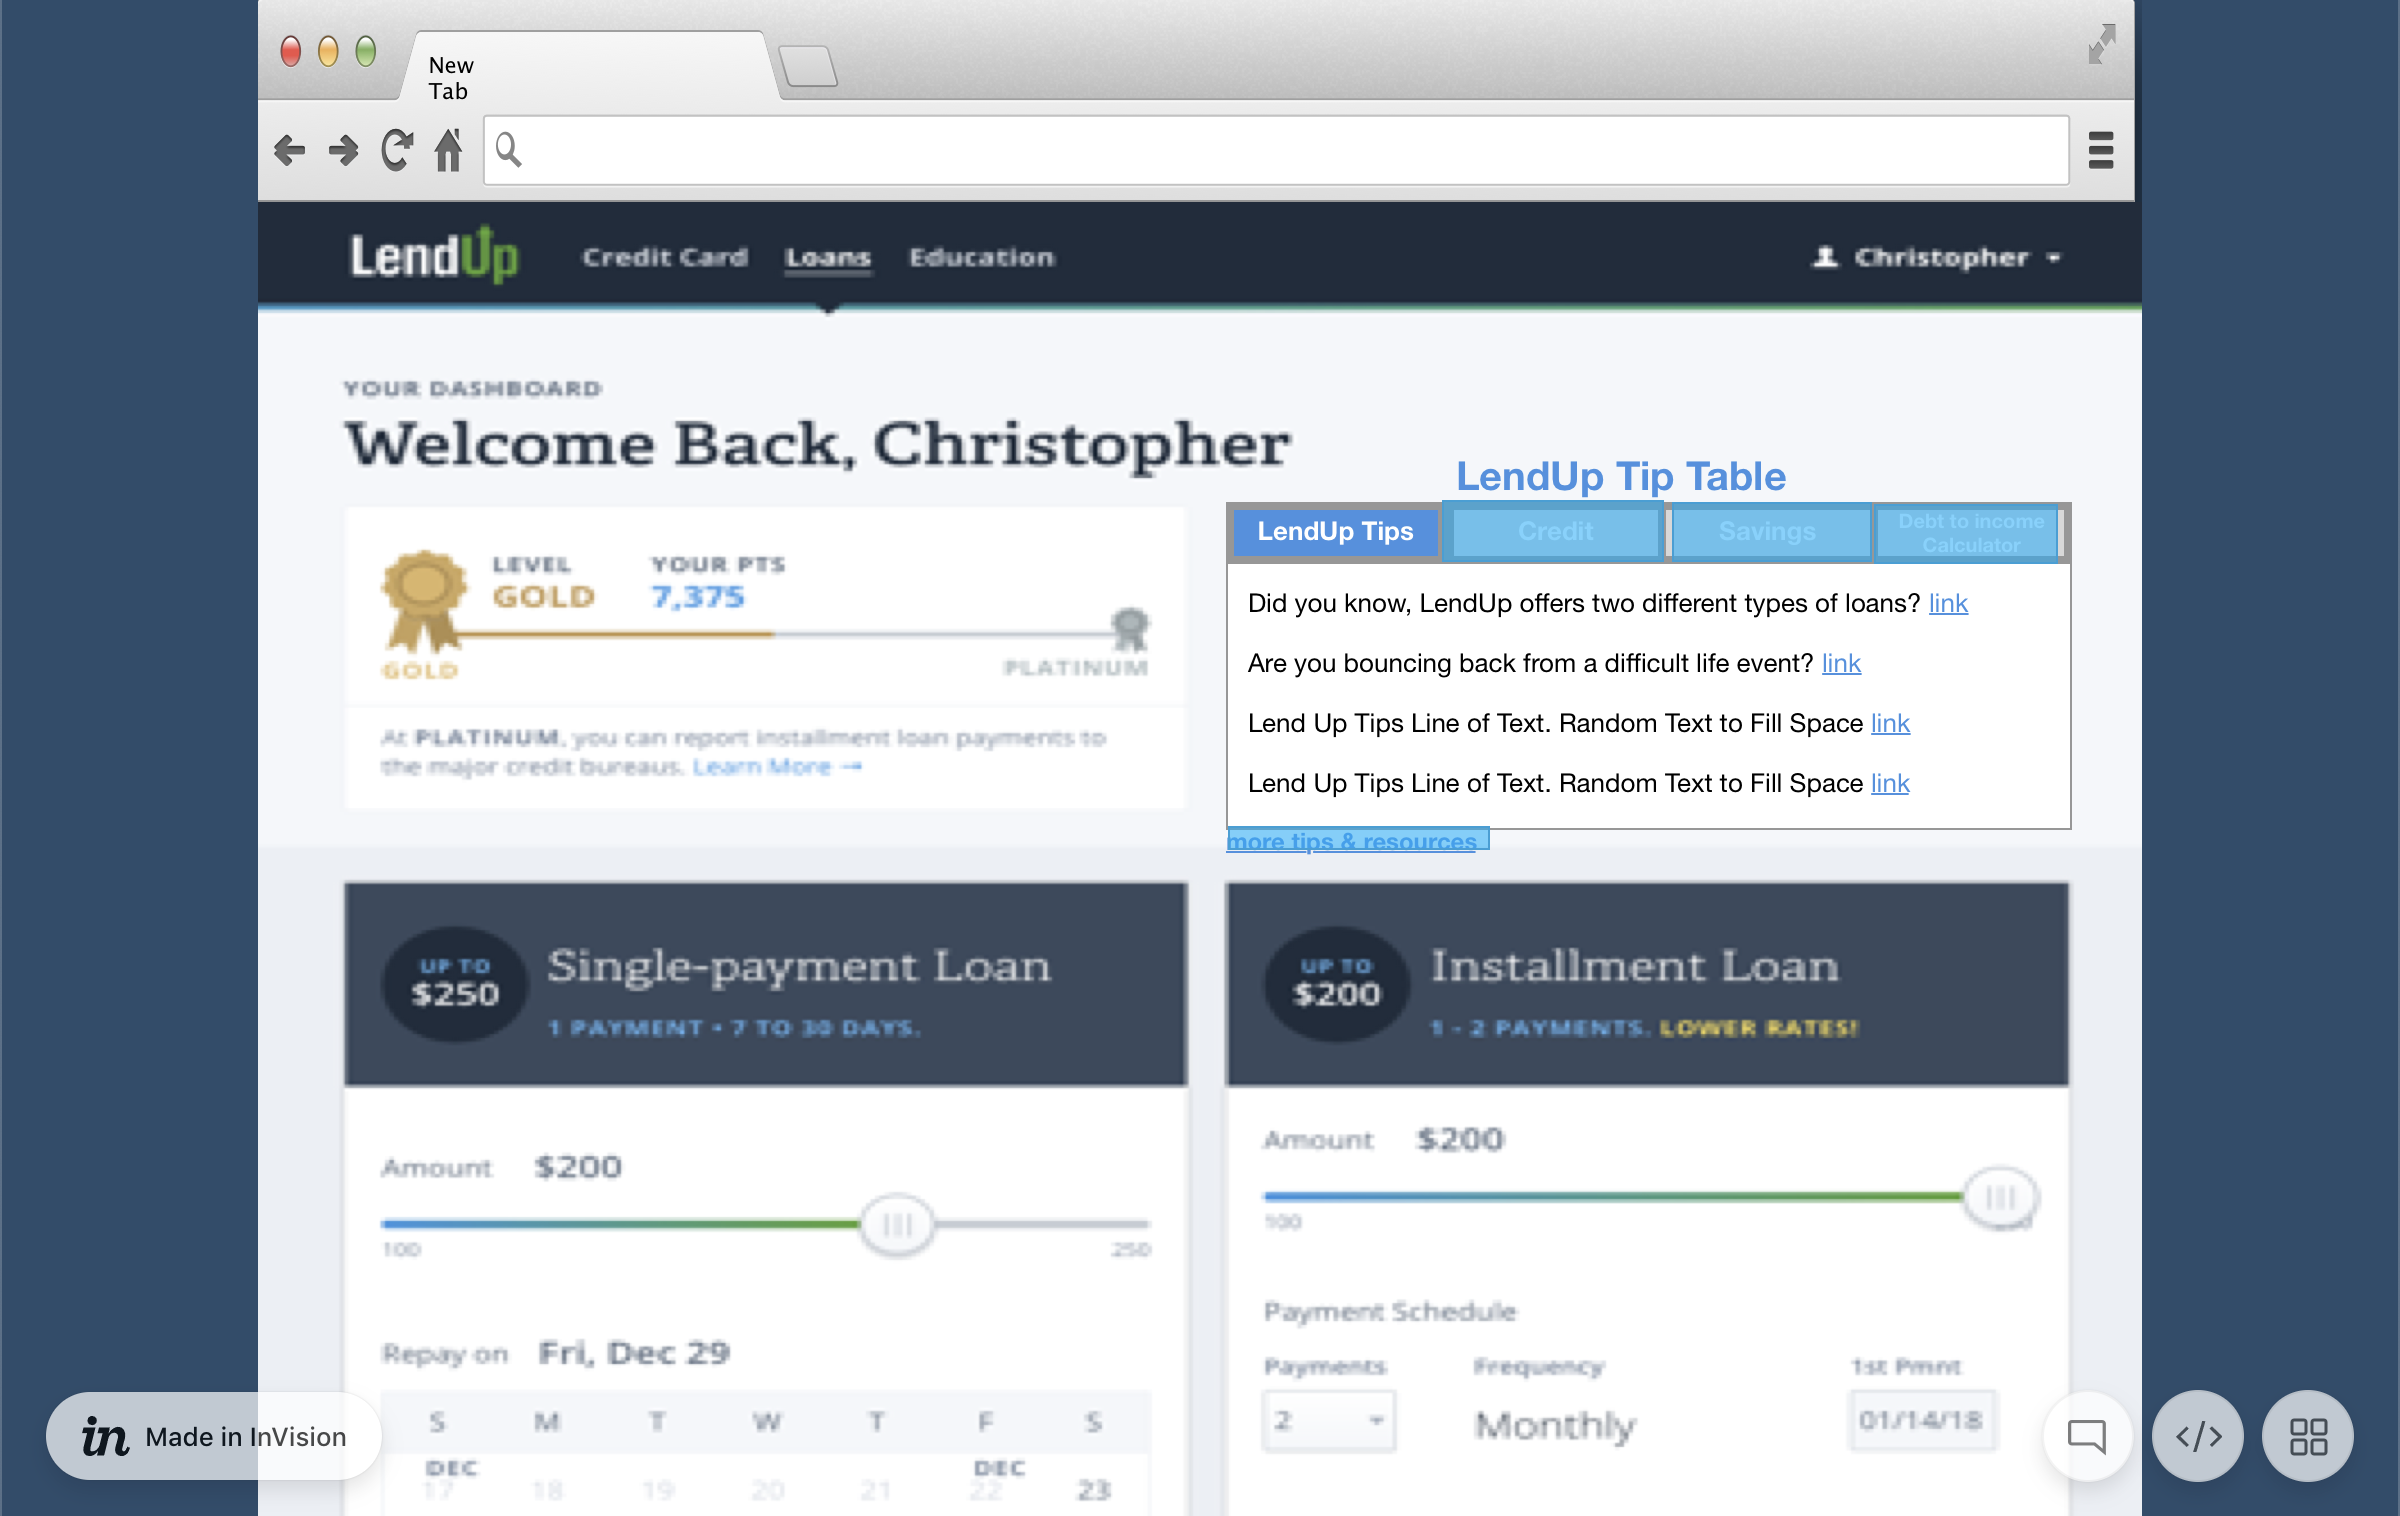 New
Tab
LendUp
Credit Card
Loans
Education
Christopher
YOUR DASHBOARD
Welcome Back, Christopher
LEVEL
GOLD
YOUR PTS
7,375
GOLD
PLATINUM
At PLATINUM, you can report installment loan payments to
the major credit bureaus. Learn More →
LendUp Tip Table
LendUp Tips
Credit
Savings
Debt to income
Calculator
Did you know, LendUp offers two different types of loans? link
Are you bouncing back from a difficult life event? link
Lend Up Tips Line of Text. Random Text to Fill Space link
Lend Up Tips Line of Text. Random Text to Fill Space link
more tips & resources
UP TO
$250
Single-payment Loan
1 PAYMENT • 7 TO 30 DAYS.
Amount $200
100
250
Repay on Fri, Dec 29
S M T W T F S
DEC DEC
17 18 19 20 21 22 23
UP TO
$200
Installment Loan
1 - 2 PAYMENTS. LOWER RATES!
Amount $200
100
Payment Schedule
Payments Frequency 1st Pmnt
2 Monthly 01/14/18
in Made in InVision